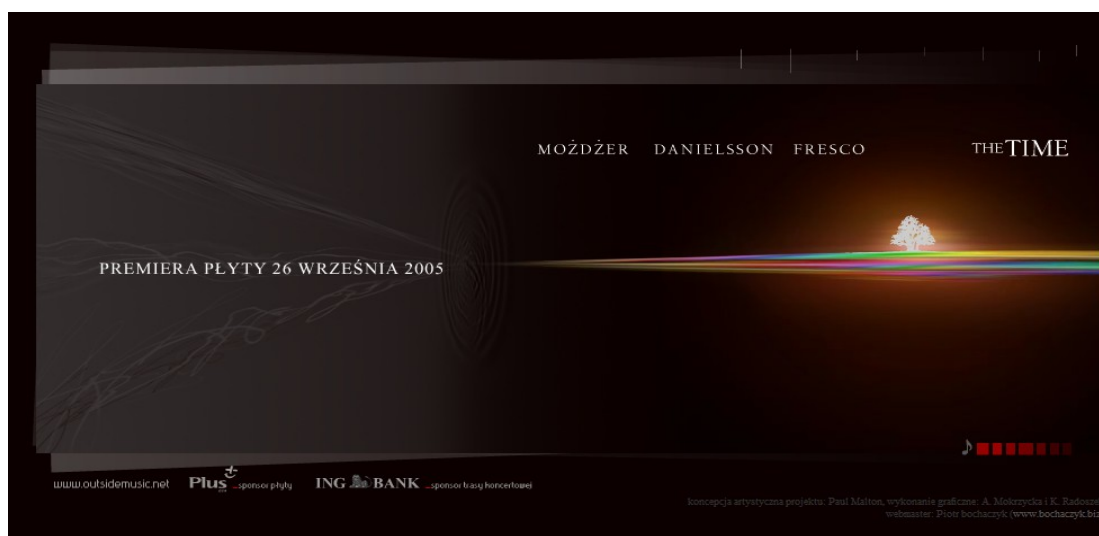 MOŻDŻER DANIELSSON FRESCO THE TIME
PREMIERA PŁYTY 26 WRZEŚNIA 2005
www.outsidemusic.net Plus ...sponsor płyty ING BANK ...sponsor trasy koncertowej
koncepcja artystyczna projektu: Paul Malton, wykonanie graficzne: A. Mokrzycka i K. Radosze
webmaster: Piotr bochaczyk (www.bochaczyk.biz